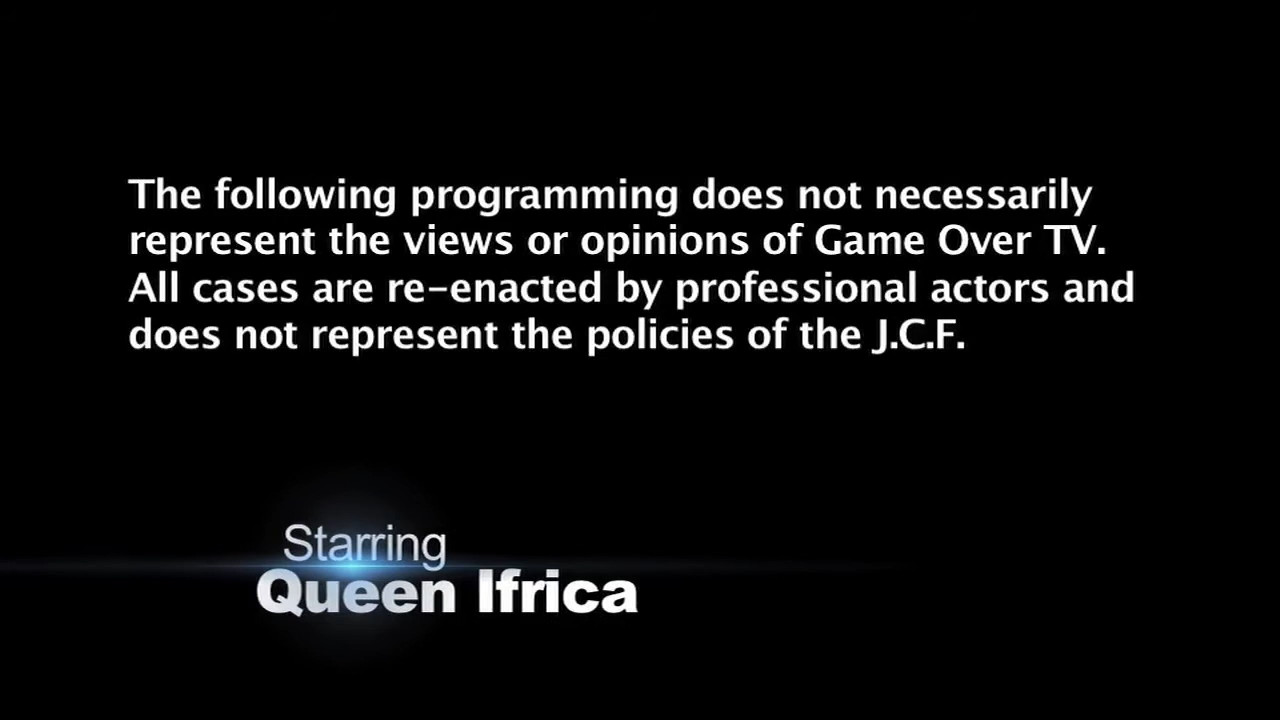 The following programming does not necessarily
represent the views or opinions of Game Over TV.
All cases are re-enacted by professional actors and
does not represent the policies of the J.C.F.
Starring
Queen Ifrica